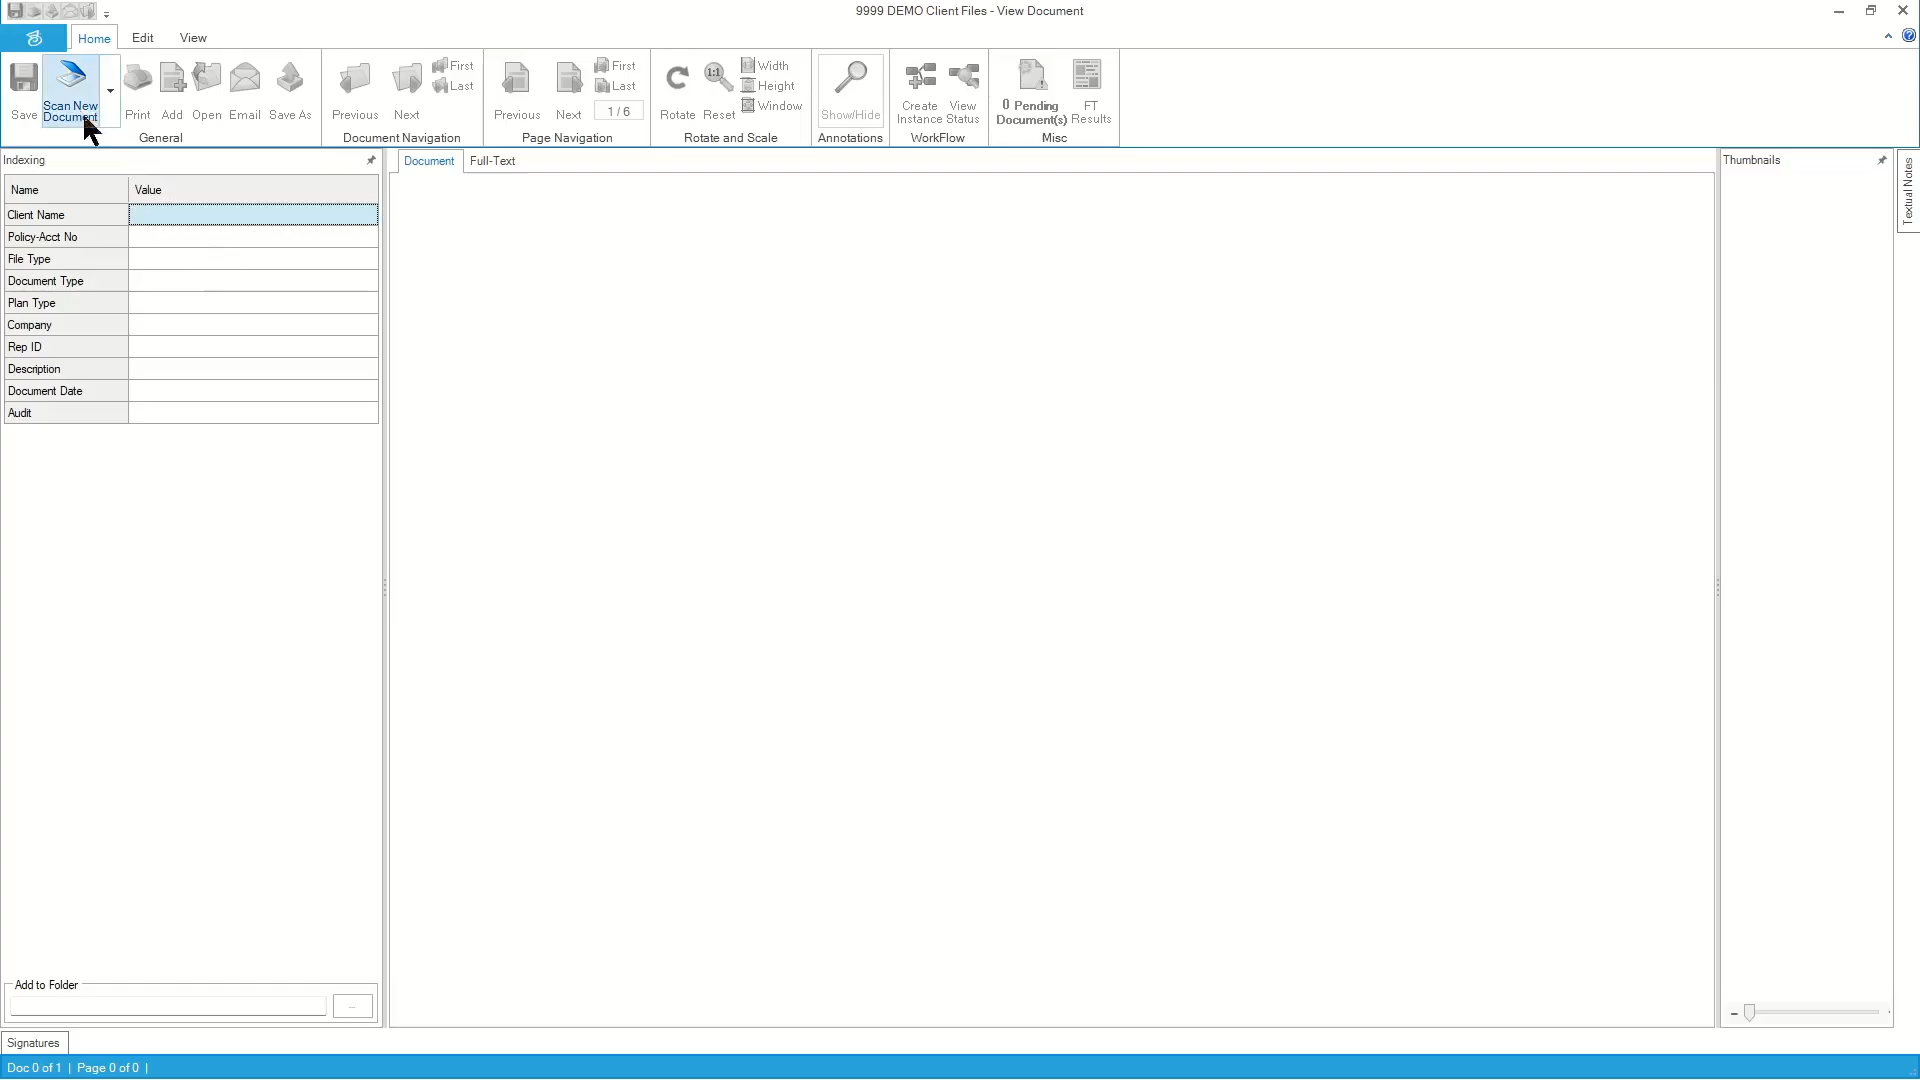 9999 DEMO Client Files - View Document
Home
Edit
View
Save
Scan New
Document
Print
Add
Open
Email
Save As
General
Previous
Next
First
Last
Document Navigation
Previous
Next
First
Last
1 / 6
Page Navigation
Rotate
1:1
Reset
Width
Height
Window
Rotate and Scale
Show/Hide
Annotations
Create
Instance
View
Status
WorkFlow
0 Pending
Document(s)
FT
Results
Misc
Indexing
Name
Value
Client Name
Policy-Acct No
File Type
Document Type
Plan Type
Company
Rep ID
Description
Document Date
Audit
Document
Full-Text
Thumbnails
Textual Notes
Add to Folder
...
Signatures
Doc 0 of 1 | Page 0 of 0 |